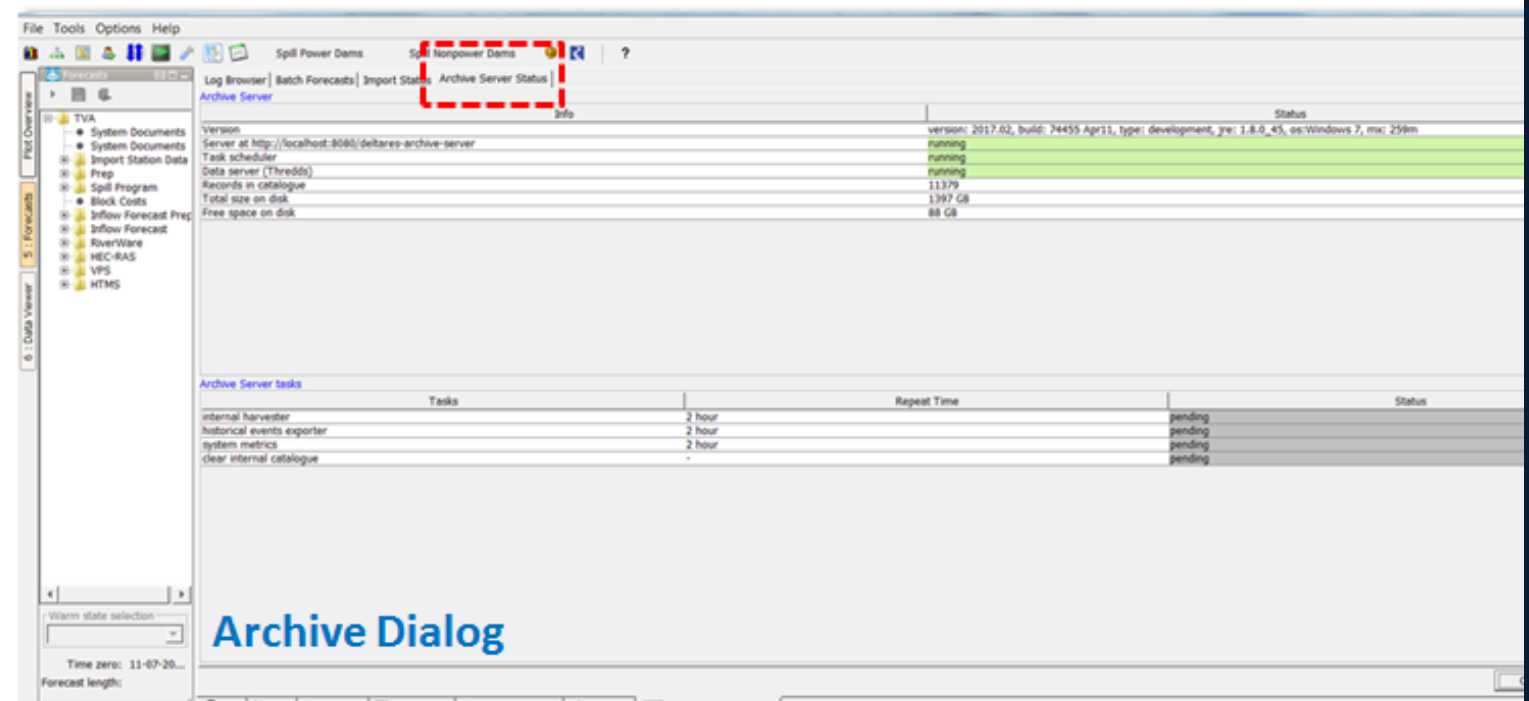 File Tools Options Help
Spill Power Dams Spill Nonpower Dams ?
Forecasts
Log Browser Batch Forecasts Import Status Archive Server Status
Archive Server
Info Status
Version version: 2017.02, build: 74455 Apr11, type: development, jre: 1.8.0_45, os:Windows 7, mx: 259m
Server at http://localhost:8080/deltares-archive-server running
Task scheduler running
Data server (Thredds) running
Records in catalogue 11379
Total size on disk 1397 GB
Free space on disk 88 GB
Plot Overview
5 : Forecasts
6 : Data Viewer
TVA
System Documents
System Documents
Import Station Data
Prep
Spill Program
Block Costs
Inflow Forecast Prep
Inflow Forecast
RiverWare
HEC-RAS
VPS
HTMS
Archive Server tasks
Tasks Repeat Time Status
internal harvester 2 hour pending
historical events exporter 2 hour pending
system metrics 2 hour pending
clear internal catalogue - pending
Warm state selection
Archive Dialog
Time zero: 11-07-20...
Forecast length: